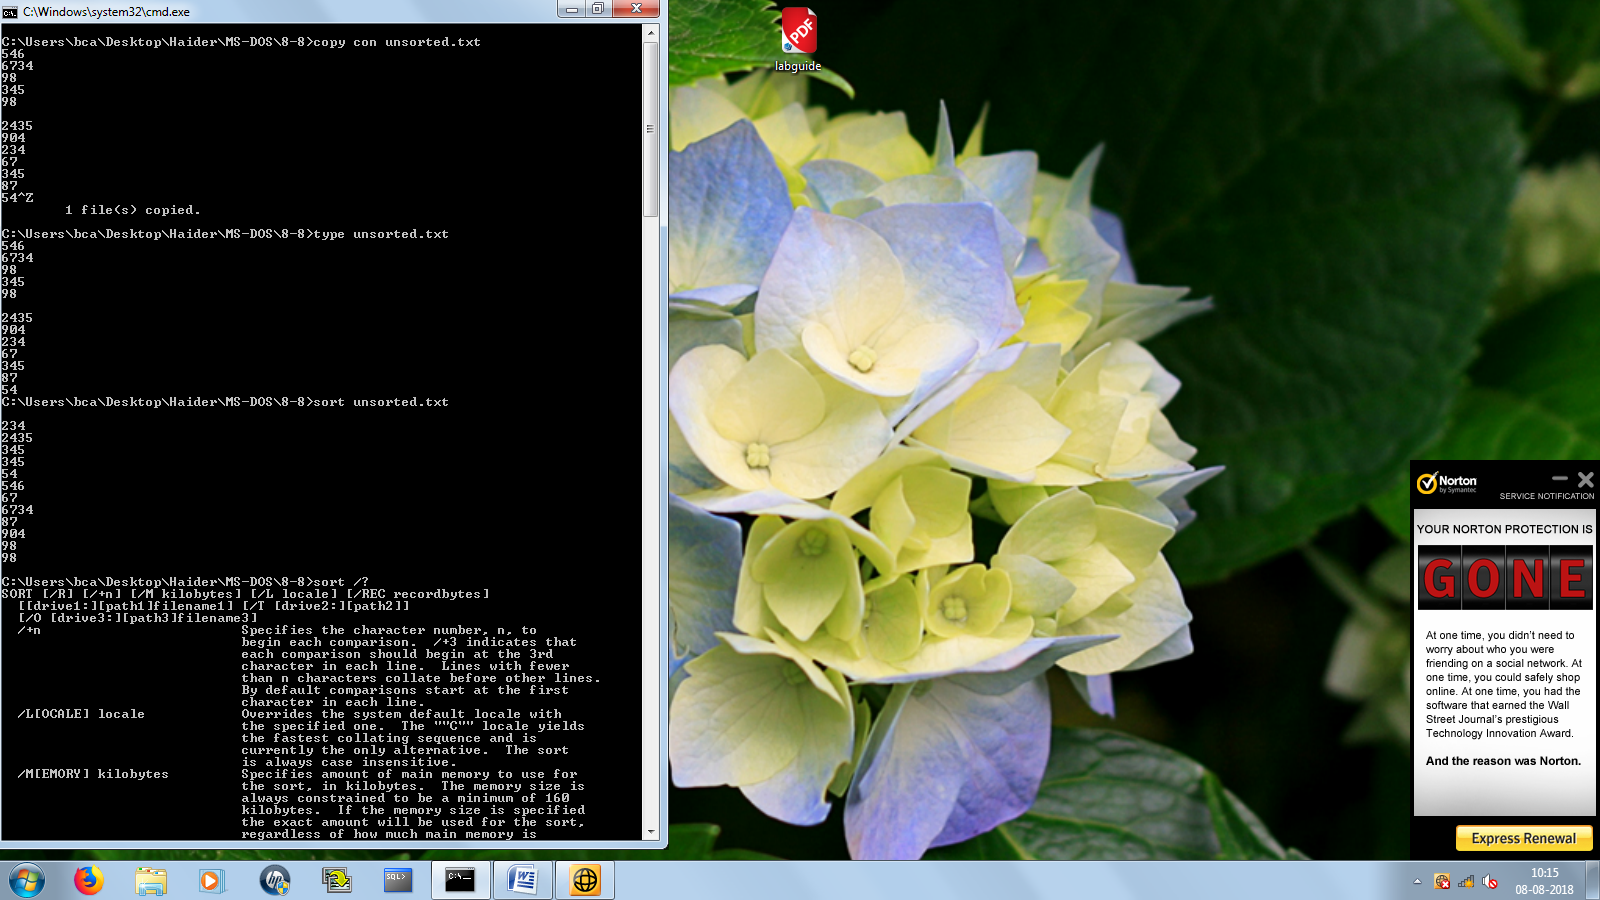 C:\Windows\system32\cmd.exe
C:\Users\bca\Desktop\Haider\MS-DOS\8-8>copy con unsorted.txt
546
6734
98
345
98
2435
904
234
67
345
87
54^Z
1 file(s) copied.
C:\Users\bca\Desktop\Haider\MS-DOS\8-8>type unsorted.txt
546
6734
98
345
98
2435
904
234
67
345
87
54
C:\Users\bca\Desktop\Haider\MS-DOS\8-8>sort unsorted.txt
234
2435
345
345
54
546
67
6734
87
904
98
98
C:\Users\bca\Desktop\Haider\MS-DOS\8-8>sort /?
SORT [/R] [/+n] [/M kilobytes] [/L locale] [/REC recordbytes]
[[drive1:][path1]filename1] [/T [drive2:][path2]]
[/O [drive3:][path3]filename3]
/+n Specifies the character number, n, to
begin each comparison. /+3 indicates that
each comparison should begin at the 3rd
character in each line. Lines with fewer
than n characters collate before other lines.
By default comparisons start at the first
character in each line.
/L[OCALE] locale Overrides the system default locale with
the specified one. The ""C"" locale yields
the fastest collating sequence and is
currently the only alternative. The sort
is always case insensitive.
/M[EMORY] kilobytes Specifies amount of main memory to use for
the sort, in kilobytes. The memory size is
always constrained to be a minimum of 160
kilobytes. If the memory size is specified
the exact amount will be used for the sort,
regardless of how much main memory is
PDF
labguide
Norton
by Symantec
SERVICE NOTIFICATION
YOUR NORTON PROTECTION IS
GONE
At one time, you didn't need to
worry about who you were
friending on a social network. At
one time, you could safely shop
online. At one time, you had the
software that earned the Wall
Street Journal's prestigious
Technology Innovation Award.
And the reason was Norton.
Express Renewal
hp
SQL>
C:\_
W
10:15
08-08-2018